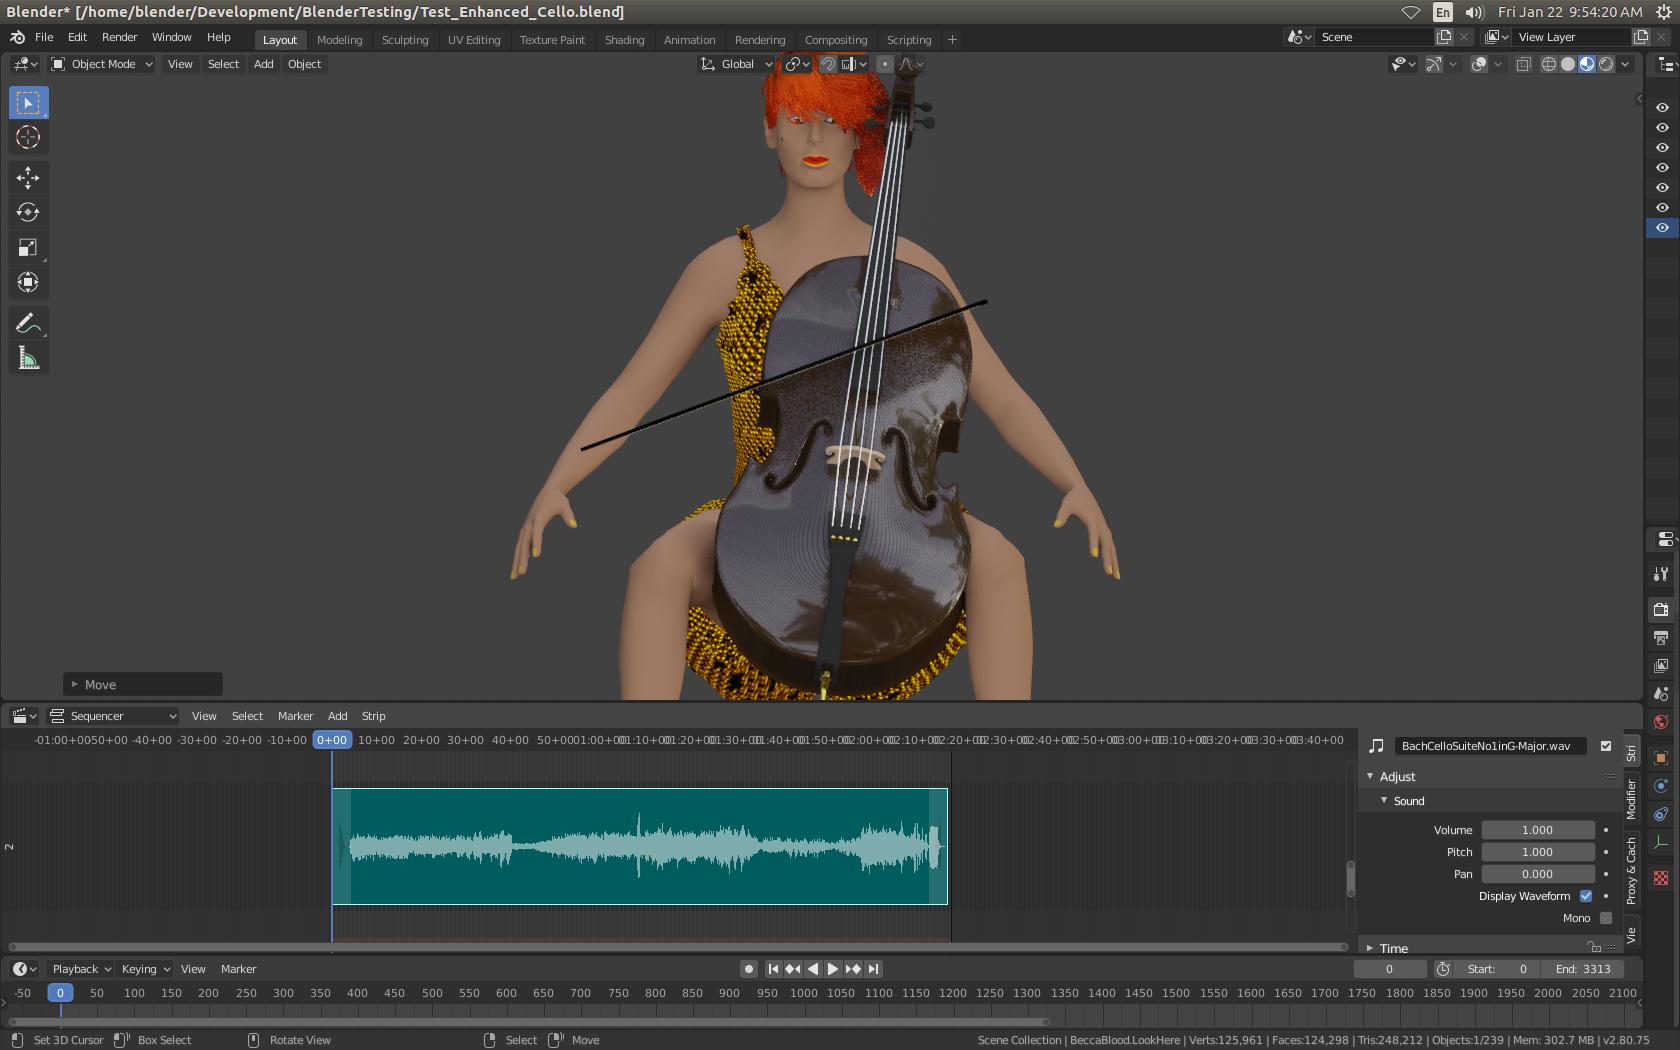 Blender* [/home/blender/Development/BlenderTesting/Test_Enhanced_Cello.blend]
En
Fri Jan 22 9:54:20 AM
File Edit Render Window Help
Layout Modeling Sculpting UV Editing Texture Paint Shading Animation Rendering Compositing Scripting +
Scene
View Layer
Object Mode View Select Add Object
Global
Move
Sequencer View Select Marker Add Strip
-01:00+00 -50+00 -40+00 -30+00 -20+00 -10+00 0+00 10+00 20+00 30+00 40+00 50+00 01:00+00 01:10+00 01:20+00 01:30+00 01:40+00 01:50+00 02:00+00 02:10+00 02:20+00 02:30+00 02:40+00 02:50+00 03:00+00 03:10+00 03:20+00 03:30+00 03:40+00
2
BachCelloSuiteNo1inG-Major.wav
Adjust
Sound
Volume 1.000
Pitch 1.000
Pan 0.000
Display Waveform
Mono
Time
Stri
Modifier
Proxy & Cach
Vie
Playback Keying View Marker
0
Start: 0
End: 3313
-50 0 50 100 150 200 250 300 350 400 450 500 550 600 650 700 750 800 850 900 950 1000 1050 1100 1150 1200 1250 1300 1350 1400 1450 1500 1550 1600 1650 1700 1750 1800 1850 1900 1950 2000 2050 2100
Set 3D Cursor Box Select Rotate View Select Move
Scene Collection | BeccaBlood.LookHere | Verts:125,961 | Faces:124,298 | Tris:248,212 | Objects:1/239 | Mem: 302.7 MB | v2.80.75